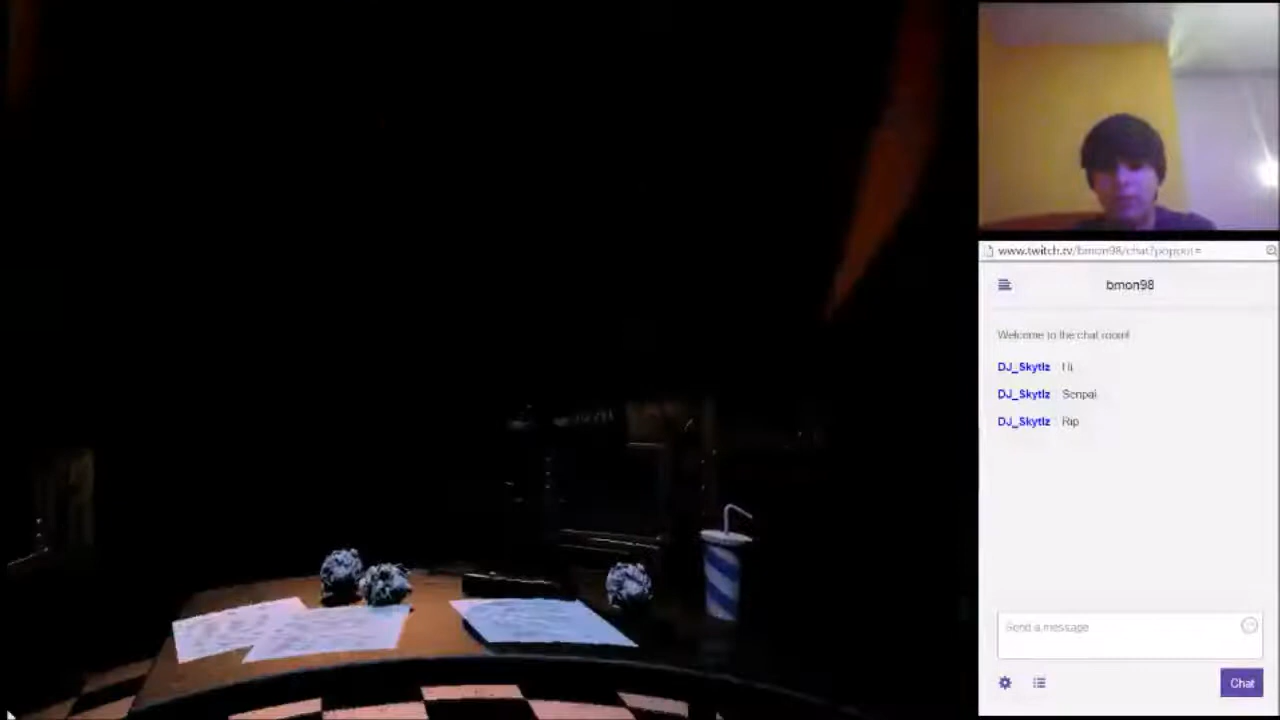 www.twitch.tv/bmon98/chat?popout=
bmon98
Welcome to the chat room!
DJ_Skytlz Hi
DJ_Skytlz Senpai
DJ_Skytlz Rip
Send a message
Chat